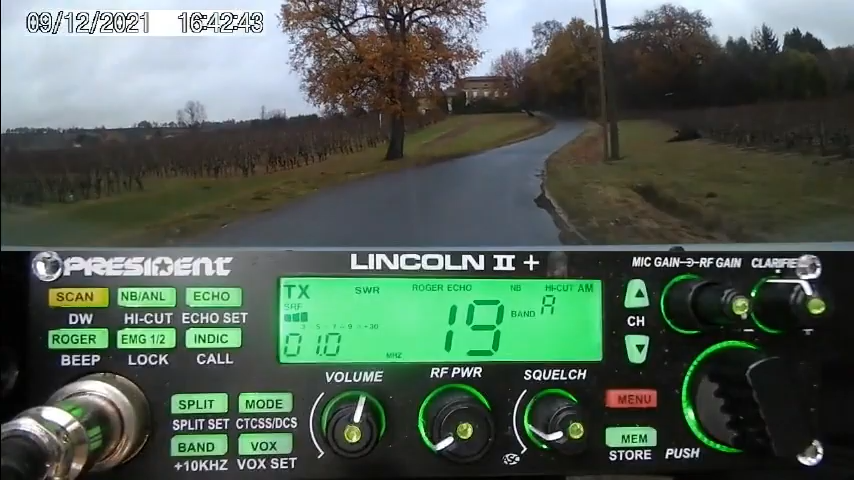 09/12/2021 16:42:43
PRESIDENT
LINCOLN II +
MIC GAIN RF GAIN CLARIFIER
SCAN NB/ANL ECHO
DW HI-CUT ECHO SET
ROGER EMG 1/2 INDIC
BEEP LOCK CALL
TX SWR ROGER ECHO NB HI-CUT AM
SRF
19 BAND A
01.0 MHZ
CH
VOLUME RF PWR SQUELCH
SPLIT MODE
SPLIT SET CTCSS/DCS
BAND VOX
+10KHZ VOX SET
ASC
MENU
MEM
STORE PUSH